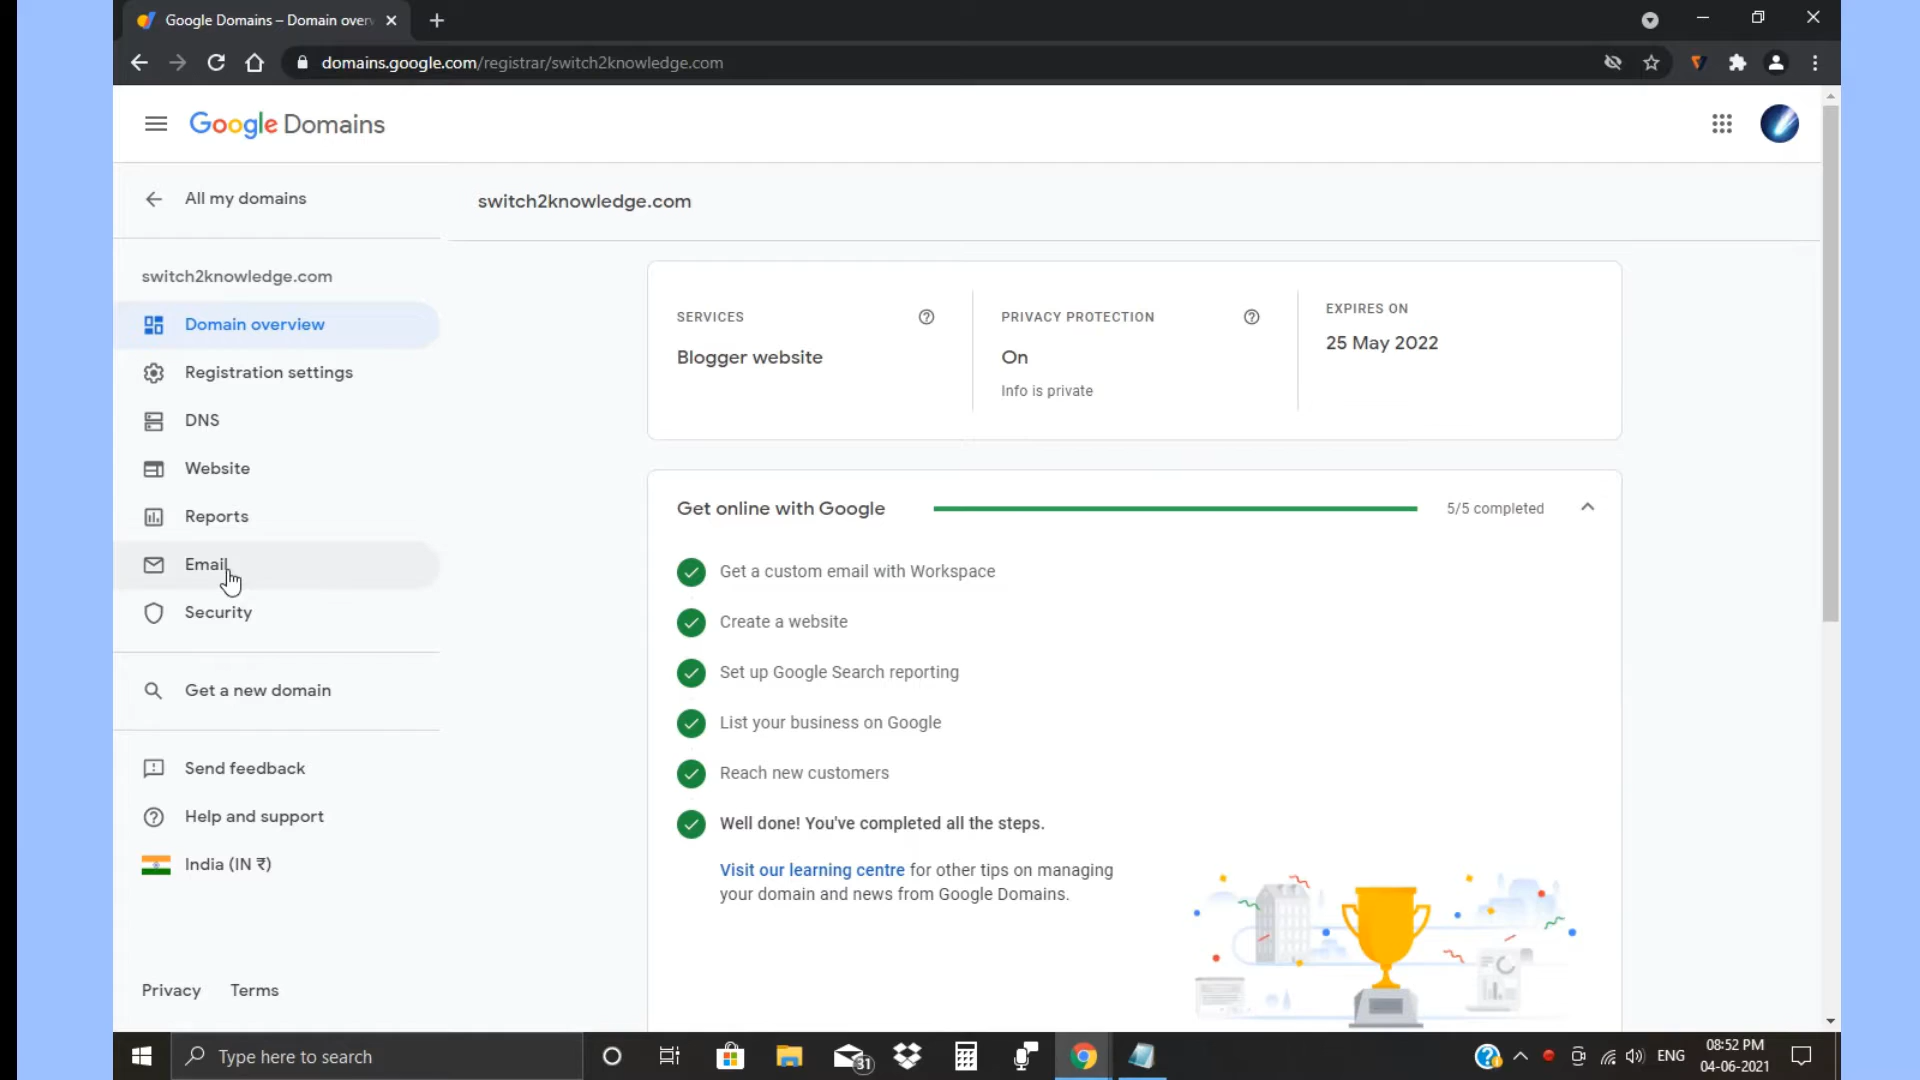 Google Domains – Domain over
domains.google.com/registrar/switch2knowledge.com
Google Domains
All my domains
switch2knowledge.com
switch2knowledge.com
Domain overview
Registration settings
DNS
Website
Reports
Email
Security
Get a new domain
Send feedback
Help and support
India (IN ₹)
Privacy Terms
SERVICES
Blogger website
PRIVACY PROTECTION
On
Info is private
EXPIRES ON
25 May 2022
Get online with Google
5/5 completed
Get a custom email with Workspace
Create a website
Set up Google Search reporting
List your business on Google
Reach new customers
Well done! You've completed all the steps.
Visit our learning centre for other tips on managing
your domain and news from Google Domains.
Type here to search
31
ENG
08:52 PM
04-06-2021